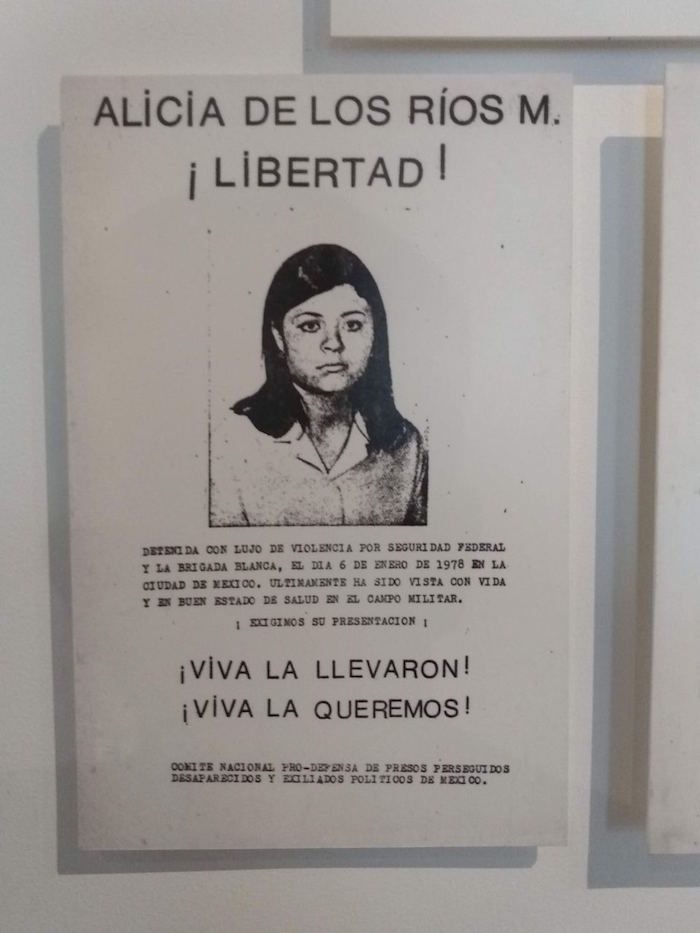 ALiCiA DE LOS RÍOS M.
¡LiBERTAD!
DETENIDA CON LUJO DE VIOLENCIA POR SEGURIDAD FEDERAL
Y LA BRIGADA BLANCA, EL DIA 6 DE ENERO DE 1978 EN LA
CIUDAD DE MEXICO. ULTIMAMENTE HA SIDO VISTA CON VIDA
Y EN BUEN ESTADO DE SALUD EN EL CAMPO MILITAR.
¡ EXIGIMOS SU PRESENTACION ¡
¡VIVA LA LLEVARON!
¡VIVA LA QUEREMOS!
COMITE NACIONAL PRO-DEFENSA DE PRESOS PERSEGUIDOS
DESAPARECIDOS Y EXILIADOS POLITICOS DE MEXICO.